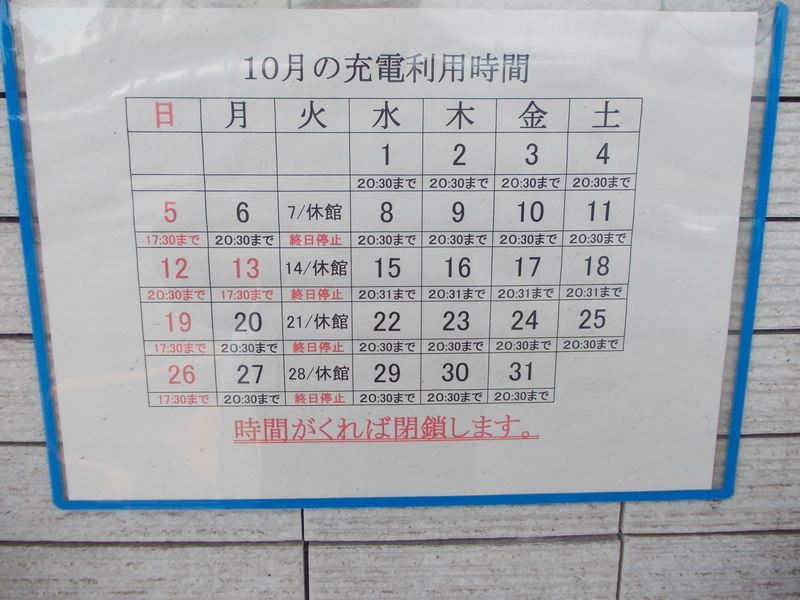 10月の充電利用時間
日 月 火 水 木 金 土
1 2 3 4
20:30まで 20:30まで 20:30まで 20:30まで
5 6 7/休館 8 9 10 11
17:30まで 20:30まで 終日停止 20:30まで 20:30まで 20:30まで 20:30まで
12 13 14/休館 15 16 17 18
20:30まで 17:30まで 終日停止 20:31まで 20:31まで 20:31まで 20:31まで
19 20 21/休館 22 23 24 25
17:30まで 20:30まで 終日停止 20:30まで 20:30まで 20:30まで 20:30まで
26 27 28/休館 29 30 31
17:30まで 20:30まで 終日停止 20:30まで 20:30まで 20:30まで
時間がくれば閉鎖します。